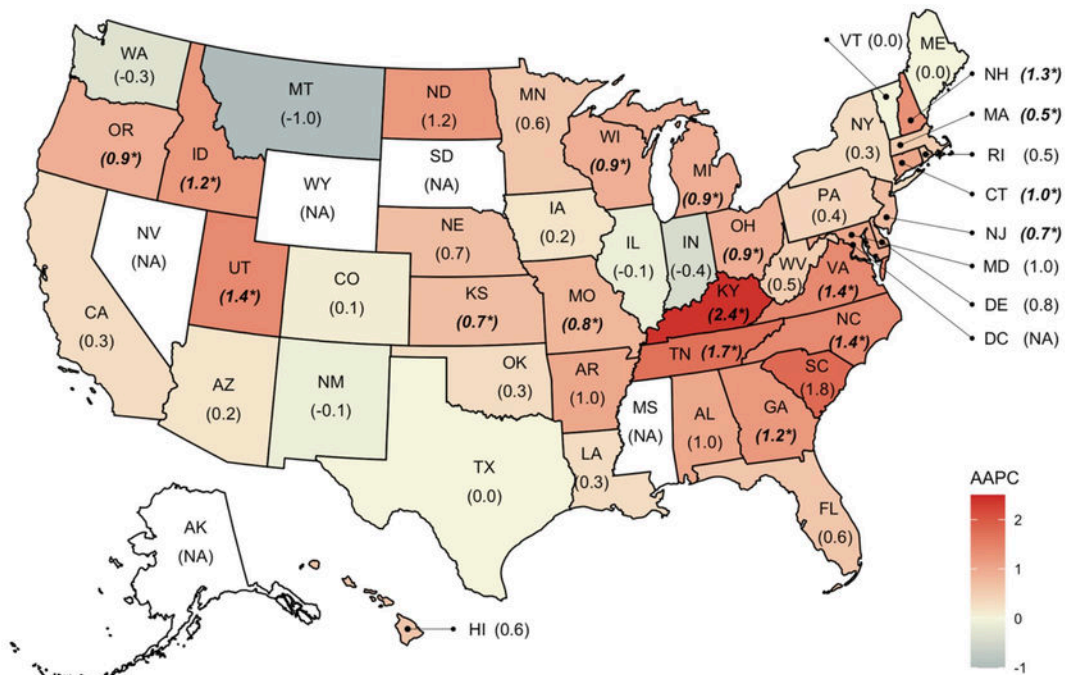 WA
(-0.3)
MT
(-1.0)
ND
(1.2)
MN
(0.6)
VT (0.0)
ME
(0.0)
NH (1.3*)
MA (0.5*)
RI (0.5)
CT (1.0*)
NJ (0.7*)
MD (1.0)
DE (0.8)
DC (NA)
OR
(0.9*)
ID
(1.2*)
WY
(NA)
SD
(NA)
WI
(0.9*)
MI
(0.9*)
NY
(0.3)
PA
(0.4)
NV
(NA)
UT
(1.4*)
CO
(0.1)
NE
(0.7)
IA
(0.2)
IL
(-0.1)
IN
(-0.4)
OH
(0.9*)
WV
(0.5)
VA
(1.4*)
CA
(0.3)
KS
(0.7*)
MO
(0.8*)
KY
(2.4*)
NC
(1.4*)
TN (1.7*)
SC
(1.8)
AZ
(0.2)
NM
(-0.1)
OK
(0.3)
AR
(1.0)
MS
(NA)
AL
(1.0)
GA
(1.2*)
TX
(0.0)
LA
(0.3)
FL
(0.6)
AK
(NA)
HI (0.6)
AAPC
2
1
0
-1